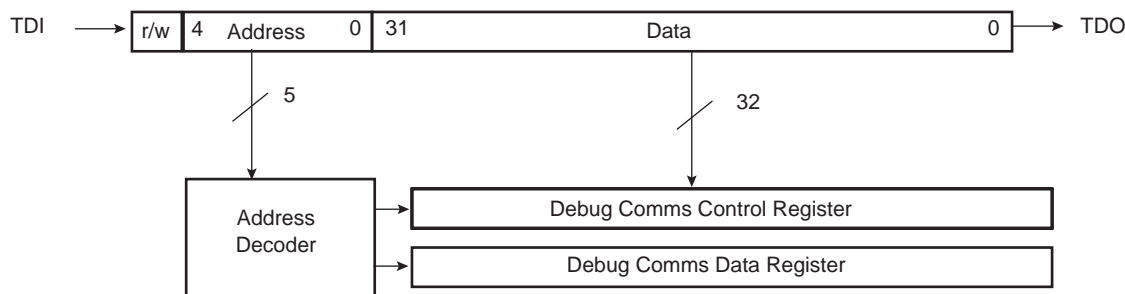 TDI r/w 4 Address 0 31 Data 0 TDO
5 32
Address
Decoder
Debug Comms Control Register
Debug Comms Data Register